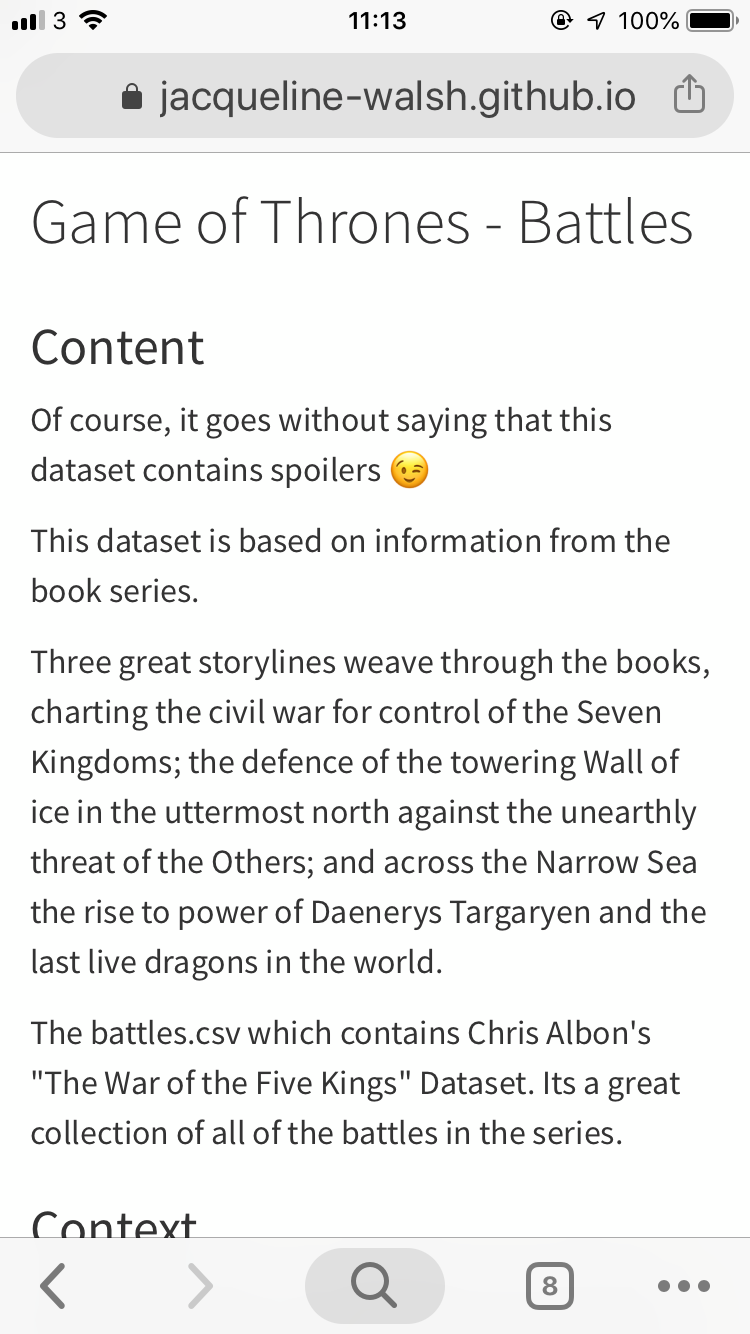 3 11:13 100%
jacqueline-walsh.github.io
Game of Thrones - Battles
Content
Of course, it goes without saying that this
dataset contains spoilers 😉
This dataset is based on information from the
book series.
Three great storylines weave through the books,
charting the civil war for control of the Seven
Kingdoms; the defence of the towering Wall of
ice in the uttermost north against the unearthly
threat of the Others; and across the Narrow Sea
the rise to power of Daenerys Targaryen and the
last live dragons in the world.
The battles.csv which contains Chris Albon's
"The War of the Five Kings" Dataset. Its a great
collection of all of the battles in the series.
Context
8